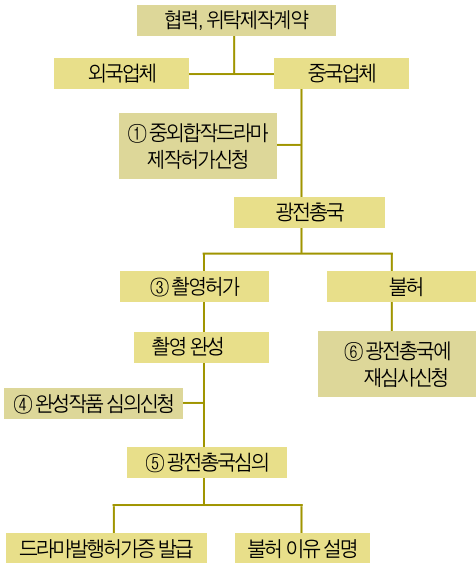 협력, 위탁제작계약
외국업체
중국업체
① 중외합작드라마
제작허가신청
광전총국
③ 촬영허가
불허
촬영 완성
⑥ 광전총국에
재심사신청
④ 완성작품 심의신청
⑤ 광전총국심의
드라마발행허가증 발급
불허 이유 설명